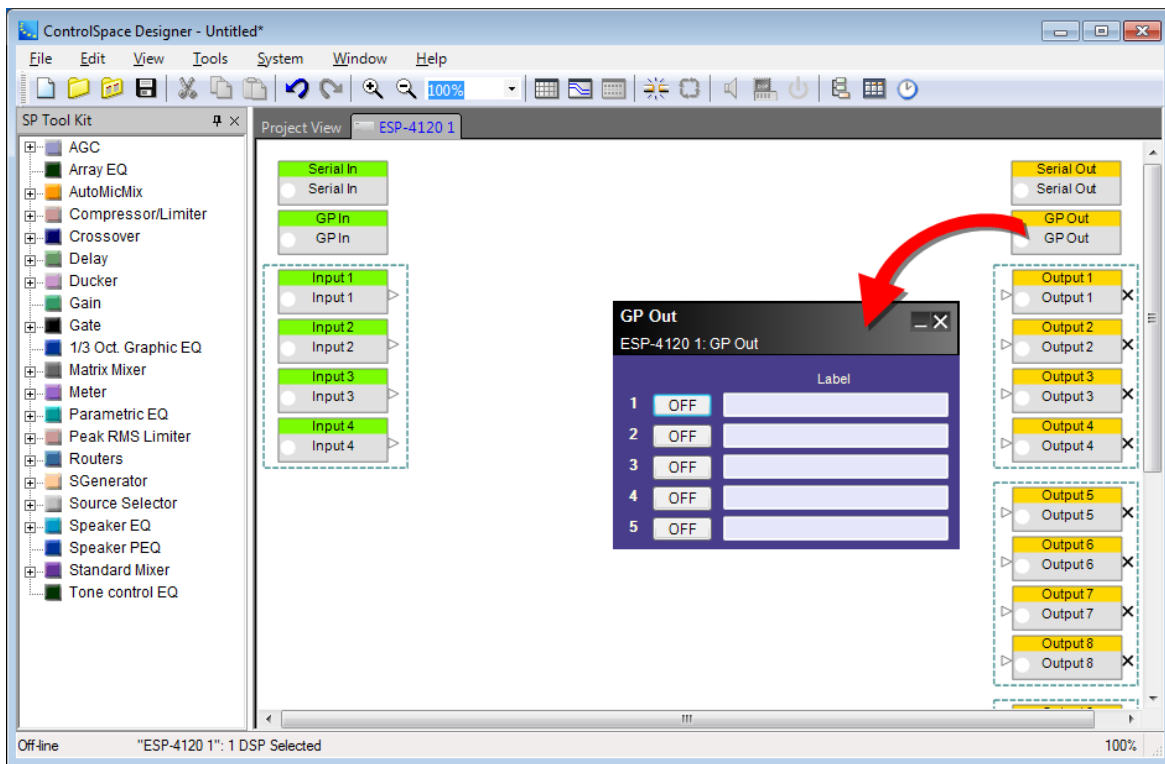 ControlSpace Designer - Untitled*
File Edit View Tools System Window Help
100%
SP Tool Kit
Project View ESP-4120 1
AGC
Array EQ
AutoMicMix
Compressor/Limiter
Crossover
Delay
Ducker
Gain
Gate
1/3 Oct. Graphic EQ
Matrix Mixer
Meter
Parametric EQ
Peak RMS Limiter
Routers
SGenerator
Source Selector
Speaker EQ
Speaker PEQ
Standard Mixer
Tone control EQ
Serial In
Serial In
GP In
GP In
Input 1
Input 1
Input 2
Input 2
Input 3
Input 3
Input 4
Input 4
GP Out
ESP-4120 1: GP Out
Label
1 OFF
2 OFF
3 OFF
4 OFF
5 OFF
Serial Out
Serial Out
GP Out
GP Out
Output 1
Output 1
Output 2
Output 2
Output 3
Output 3
Output 4
Output 4
Output 5
Output 5
Output 6
Output 6
Output 7
Output 7
Output 8
Output 8
Off-line "ESP-4120 1": 1 DSP Selected 100%